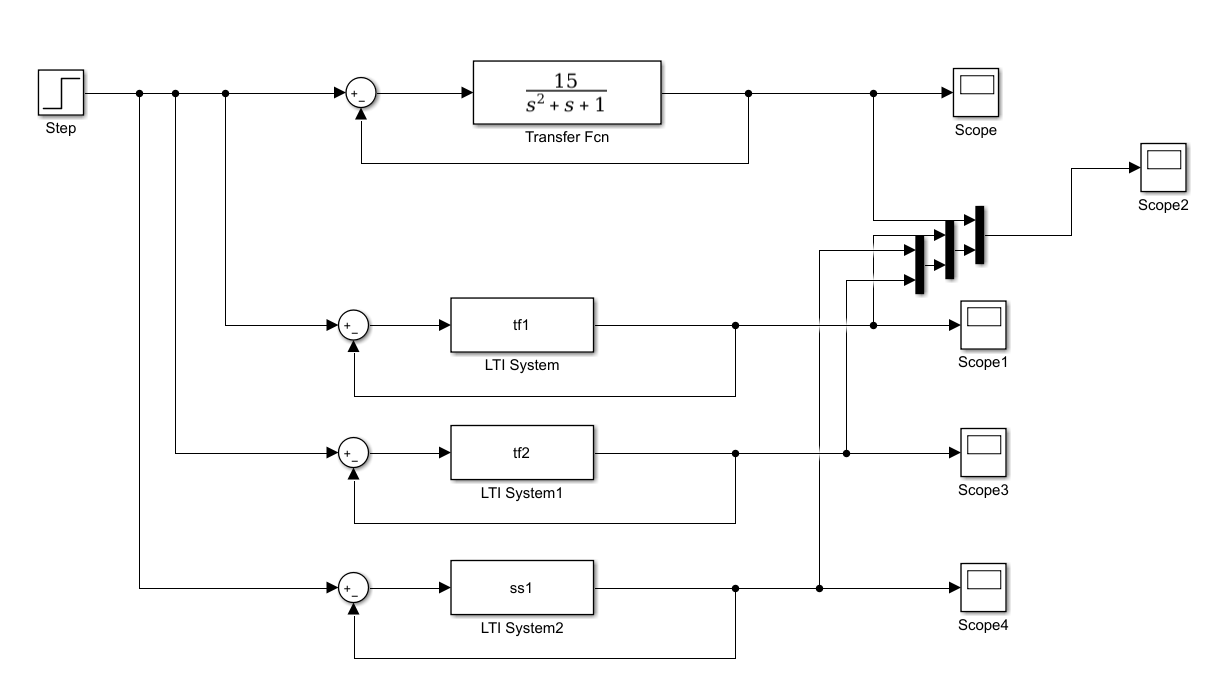 15
s² + s + 1
Step
Transfer Fcn
Scope
Scope2
tf1
LTI System
Scope1
tf2
LTI System1
Scope3
ss1
LTI System2
Scope4